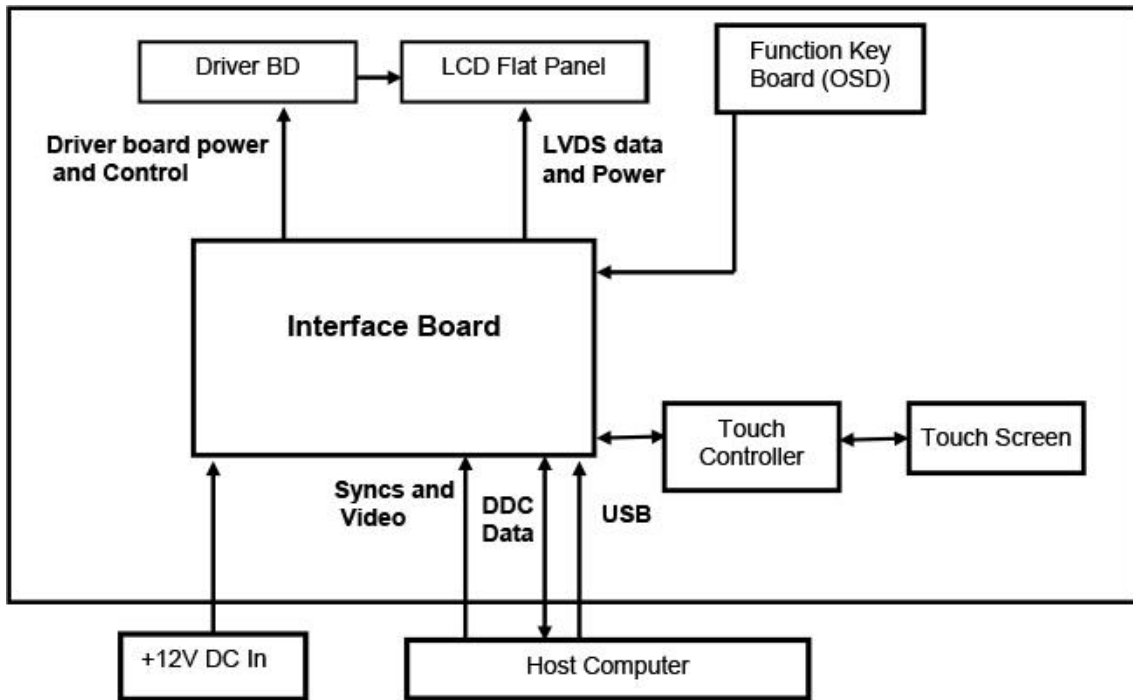 Driver BD
LCD Flat Panel
Function Key
Board (OSD)
Driver board power
and Control
LVDS data
and Power
Interface Board
Touch
Controller
Touch Screen
Syncs and
Video
DDC
Data
USB
+12V DC In
Host Computer